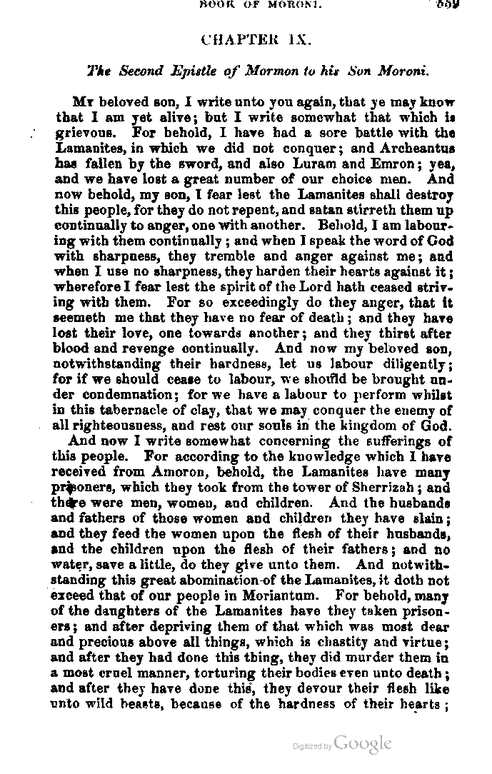 BOOK OF MORONI. 559
CHAPTER IX.
The Second Epistle of Mormon to his Son Moroni.
My beloved son, I write unto you again, that ye may know
that I am yet alive; but I write somewhat that which is
grievous. For behold, I have had a sore battle with the
Lamanites, in which we did not conquer; and Archeantus
has fallen by the sword, and also Luram and Emron; yea,
and we have lost a great number of our choice men. And
now behold, my son, I fear lest the Lamanites shall destroy
this people, for they do not repent, and satan stirreth them up
continually to anger, one with another. Behold, I am labour-
ing with them continually; and when I speak the word of God
with sharpness, they tremble and anger against me; and
when I use no sharpness, they harden their hearts against it;
wherefore I fear lest the spirit of the Lord hath ceased striv-
ing with them. For so exceedingly do they anger, that it
seemeth me that they have no fear of death; and they have
lost their love, one towards another; and they thirst after
blood and revenge continually. And now my beloved son,
notwithstanding their hardness, let us labour diligently;
for if we should cease to labour, we should be brought un-
der condemnation; for we have a labour to perform whilst
in this tabernacle of clay, that we may conquer the enemy of
all righteousness, and rest our souls in the kingdom of God.
And now I write somewhat concerning the sufferings of
this people. For according to the knowledge which I have
received from Amoron, behold, the Lamanites have many
prisoners, which they took from the tower of Sherrizah; and
there were men, women, and children. And the husbands
and fathers of those women and children they have slain;
and they feed the women upon the flesh of their husbands,
and the children upon the flesh of their fathers; and no
water, save a little, do they give unto them. And notwith-
standing this great abomination of the Lamanites, it doth not
exceed that of our people in Moriantum. For behold, many
of the daughters of the Lamanites have they taken prison-
ers; and after depriving them of that which was most dear
and precious above all things, which is chastity and virtue;
and after they had done this thing, they did murder them in
a most cruel manner, torturing their bodies even unto death;
and after they have done this, they devour their flesh like
unto wild beasts, because of the hardness of their hearts;
Digitized by Google